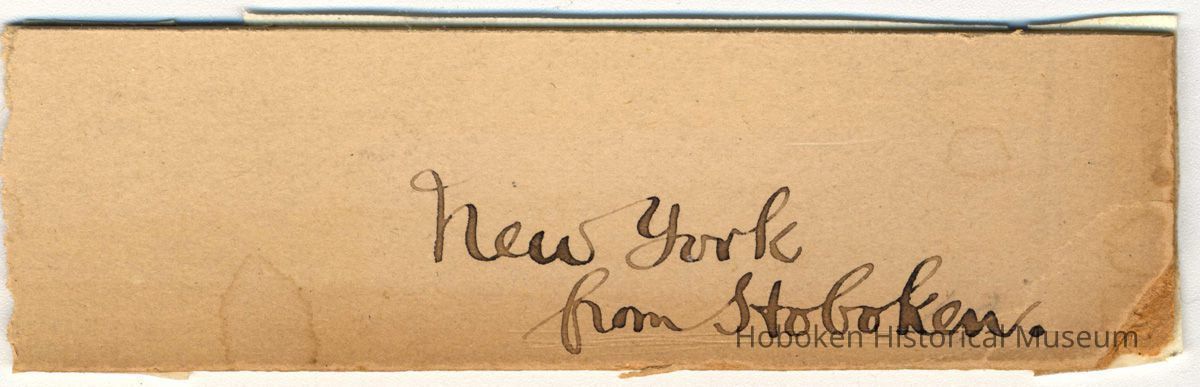 New York
from Hoboken.
Hoboken Historical Museum